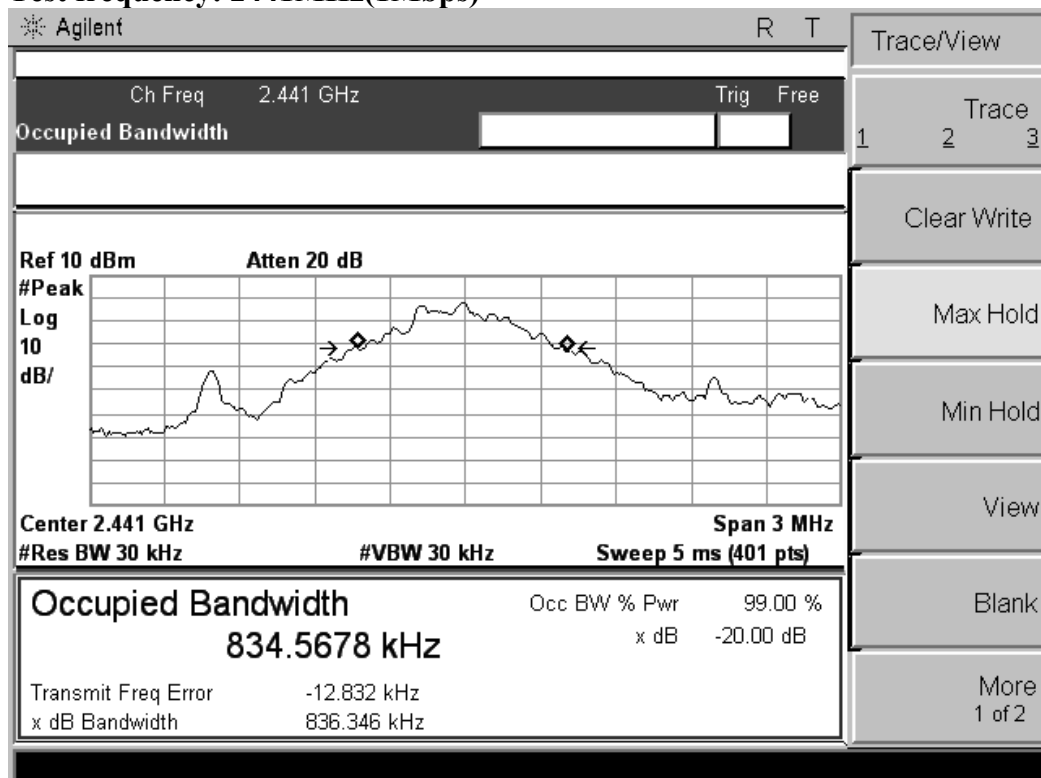 Test frequency: 2441MHz(1Mbps)
Agilent R T
Trace/View
Ch Freq 2.441 GHz Trig Free
Occupied Bandwidth
Trace
1 2 3
Clear Write
Ref 10 dBm Atten 20 dB
#Peak
Log
10
dB/
Max Hold
Min Hold
View
Center 2.441 GHz Span 3 MHz
#Res BW 30 kHz #VBW 30 kHz Sweep 5 ms (401 pts)
Occupied Bandwidth Occ BW % Pwr 99.00 %
834.5678 kHz x dB -20.00 dB
Blank
Transmit Freq Error -12.832 kHz
x dB Bandwidth 836.346 kHz
More
1 of 2